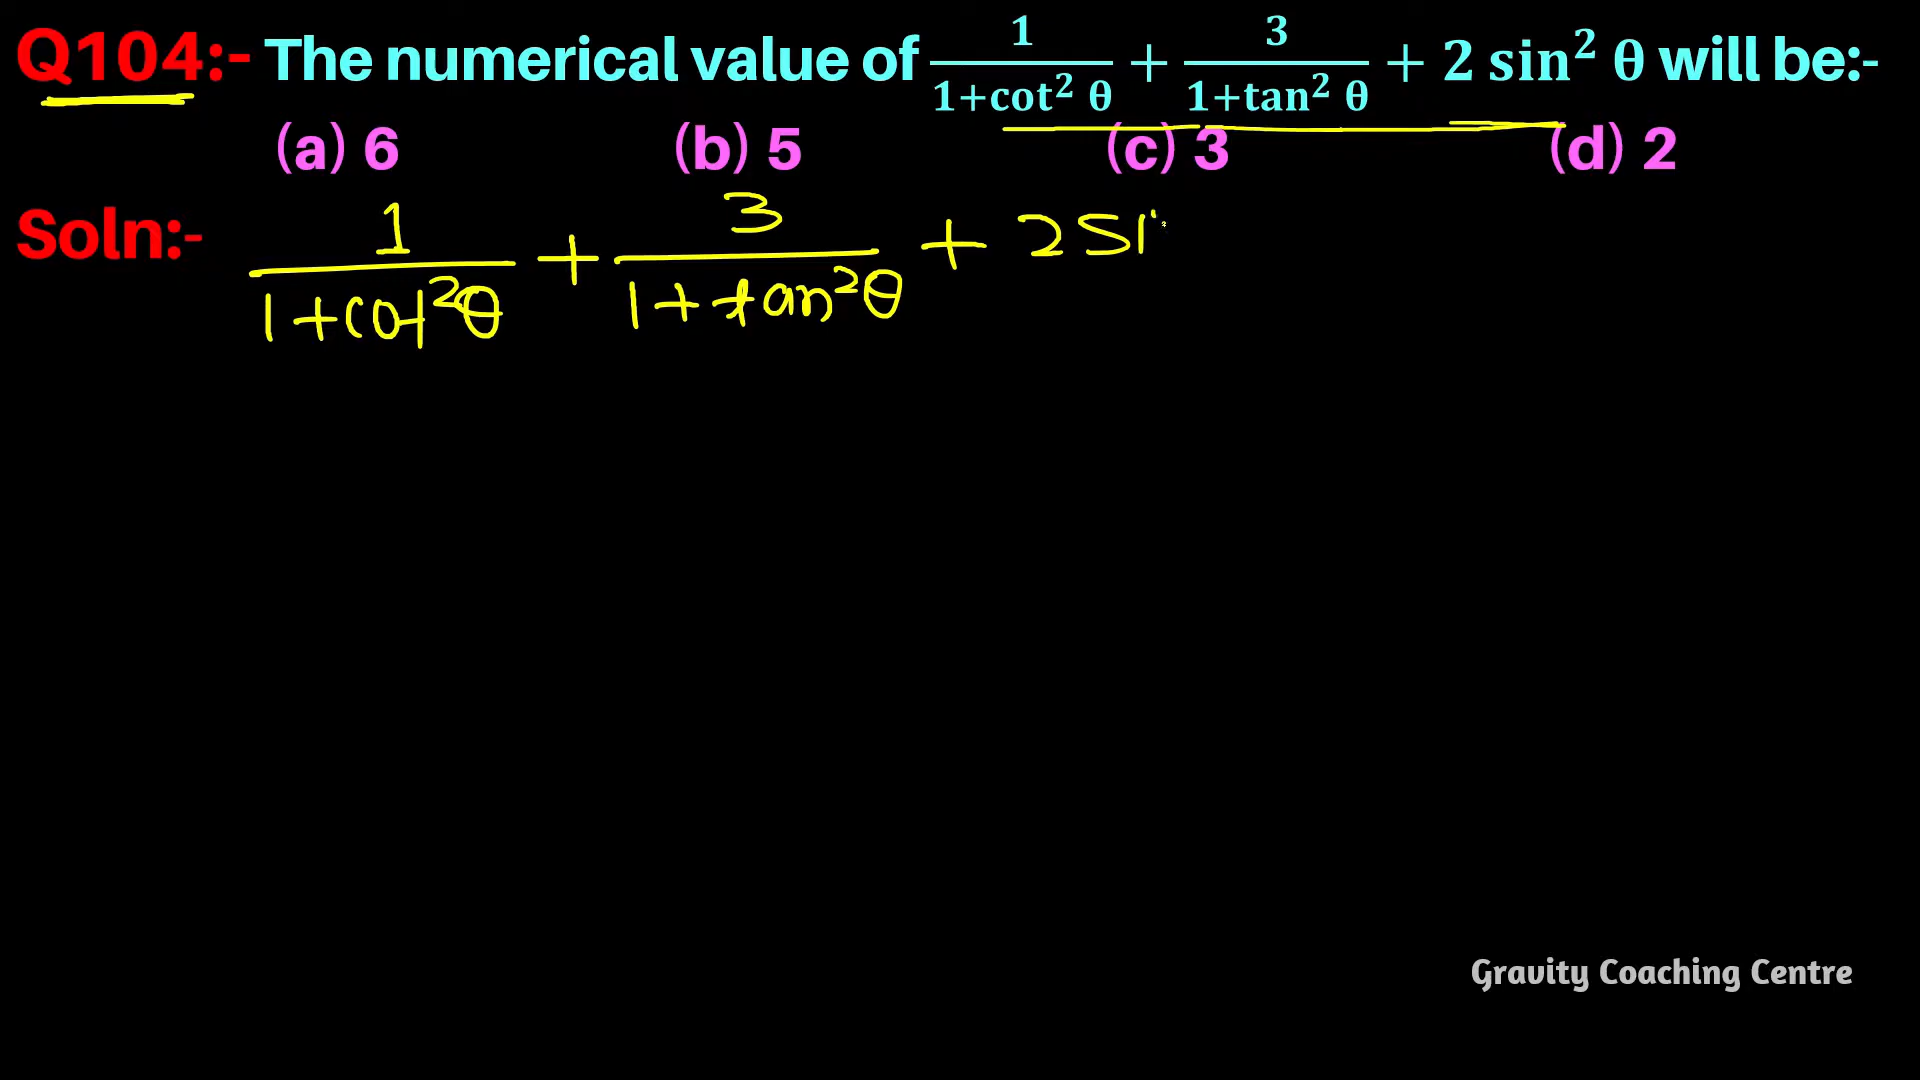 Q104:- The numerical value of 1/(1+cot² θ) + 3/(1+tan² θ) + 2 sin² θ will be:-
(a) 6 (b) 5 (c) 3 (d) 2
Soln:- 1/(1+cot²θ) + 3/(1+tan²θ) + 2 si
Gravity Coaching Centre